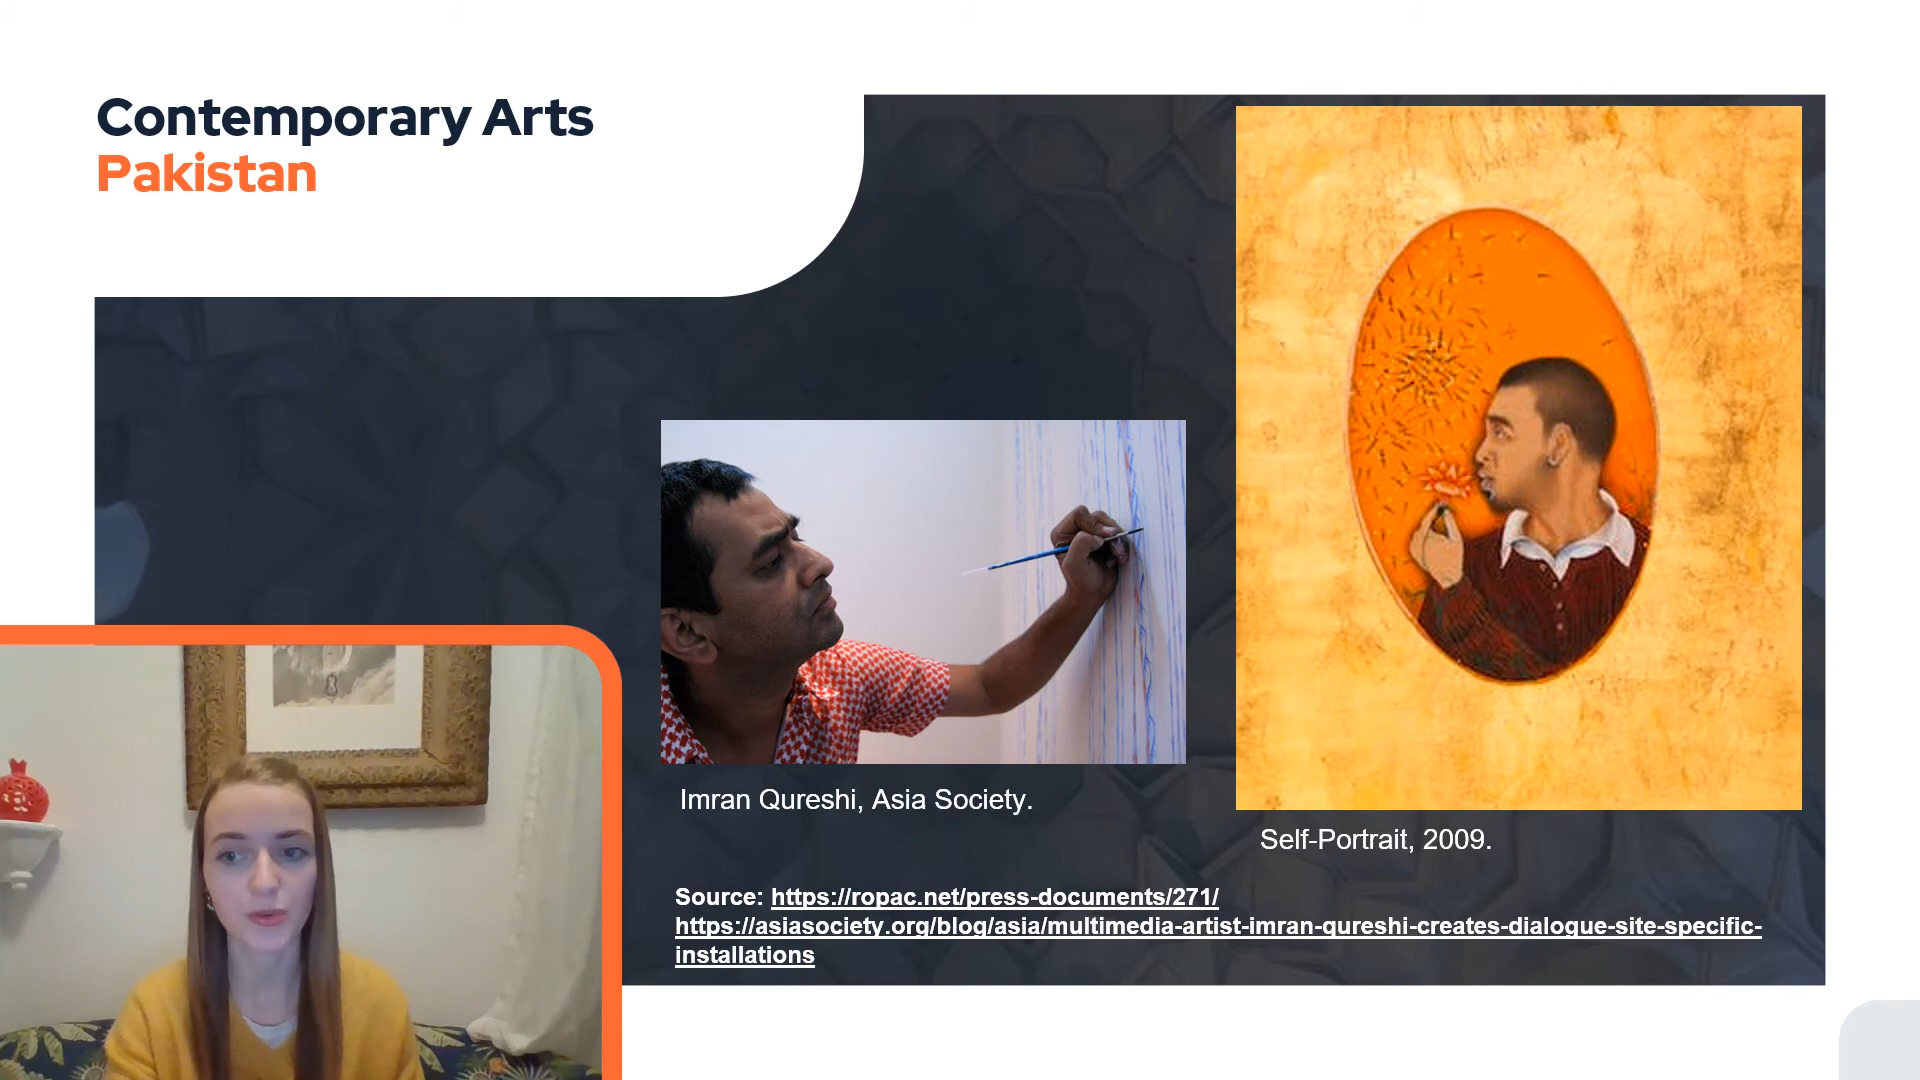 Contemporary Arts
Pakistan
Imran Qureshi, Asia Society.
Self-Portrait, 2009.
Source: https://ropac.net/press-documents/271/
https://asiasociety.org/blog/asia/multimedia-artist-imran-qureshi-creates-dialogue-site-specific-
installations